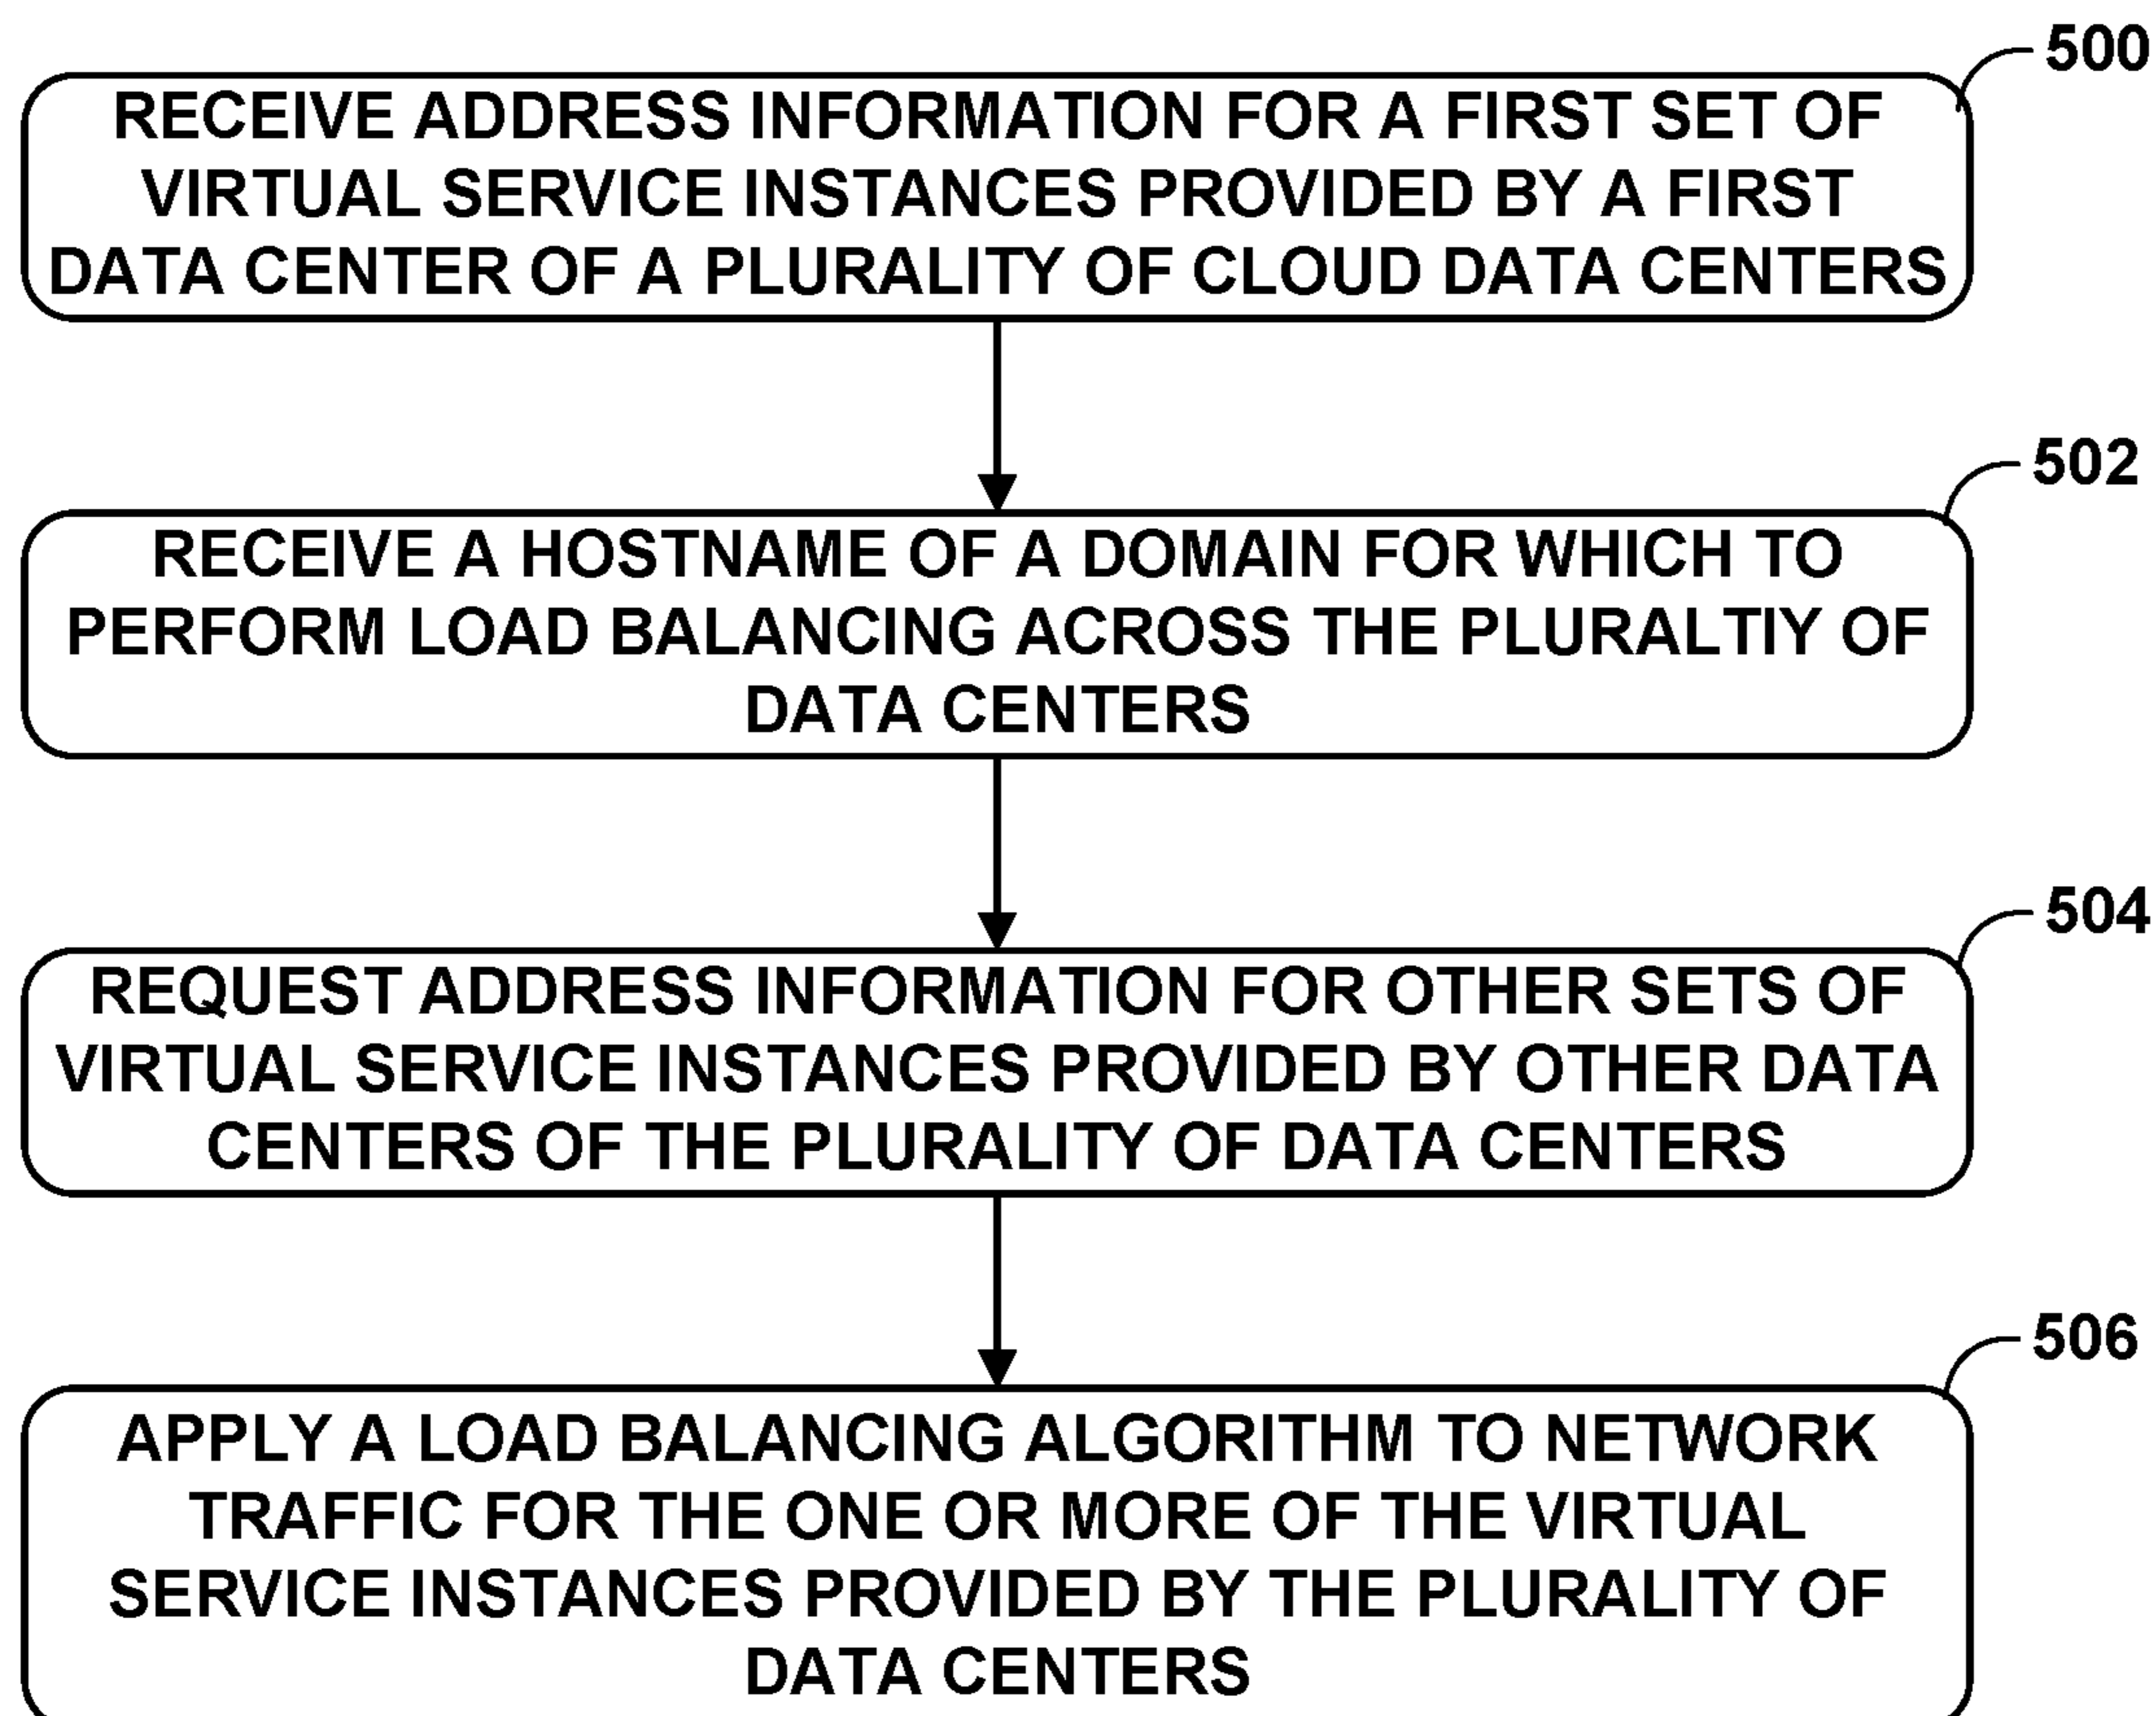 500
RECEIVE ADDRESS INFORMATION FOR A FIRST SET OF
VIRTUAL SERVICE INSTANCES PROVIDED BY A FIRST
DATA CENTER OF A PLURALITY OF CLOUD DATA CENTERS
502
RECEIVE A HOSTNAME OF A DOMAIN FOR WHICH TO
PERFORM LOAD BALANCING ACROSS THE PLURALTIY OF
DATA CENTERS
504
REQUEST ADDRESS INFORMATION FOR OTHER SETS OF
VIRTUAL SERVICE INSTANCES PROVIDED BY OTHER DATA
CENTERS OF THE PLURALITY OF DATA CENTERS
506
APPLY A LOAD BALANCING ALGORITHM TO NETWORK
TRAFFIC FOR THE ONE OR MORE OF THE VIRTUAL
SERVICE INSTANCES PROVIDED BY THE PLURALITY OF
DATA CENTERS